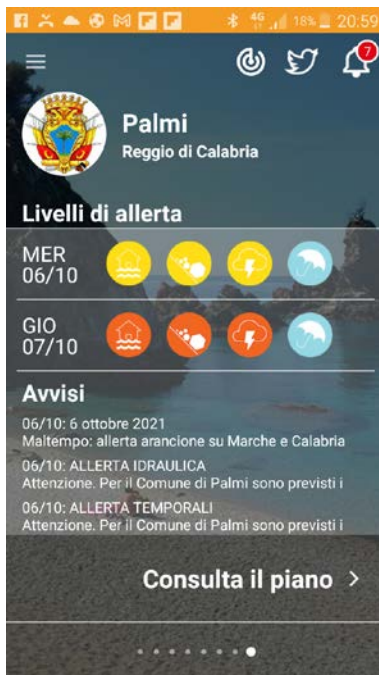 4G 18% 20:59
7
Palmi
Reggio di Calabria
Livelli di allerta
MER
06/10
GIO
07/10
Avvisi
06/10: 6 ottobre 2021
Maltempo: allerta arancione su Marche e Calabria
06/10: ALLERTA IDRAULICA
Attenzione. Per il Comune di Palmi sono previsti i
06/10: ALLERTA TEMPORALI
Attenzione. Per il Comune di Palmi sono previsti i
Consulta il piano >